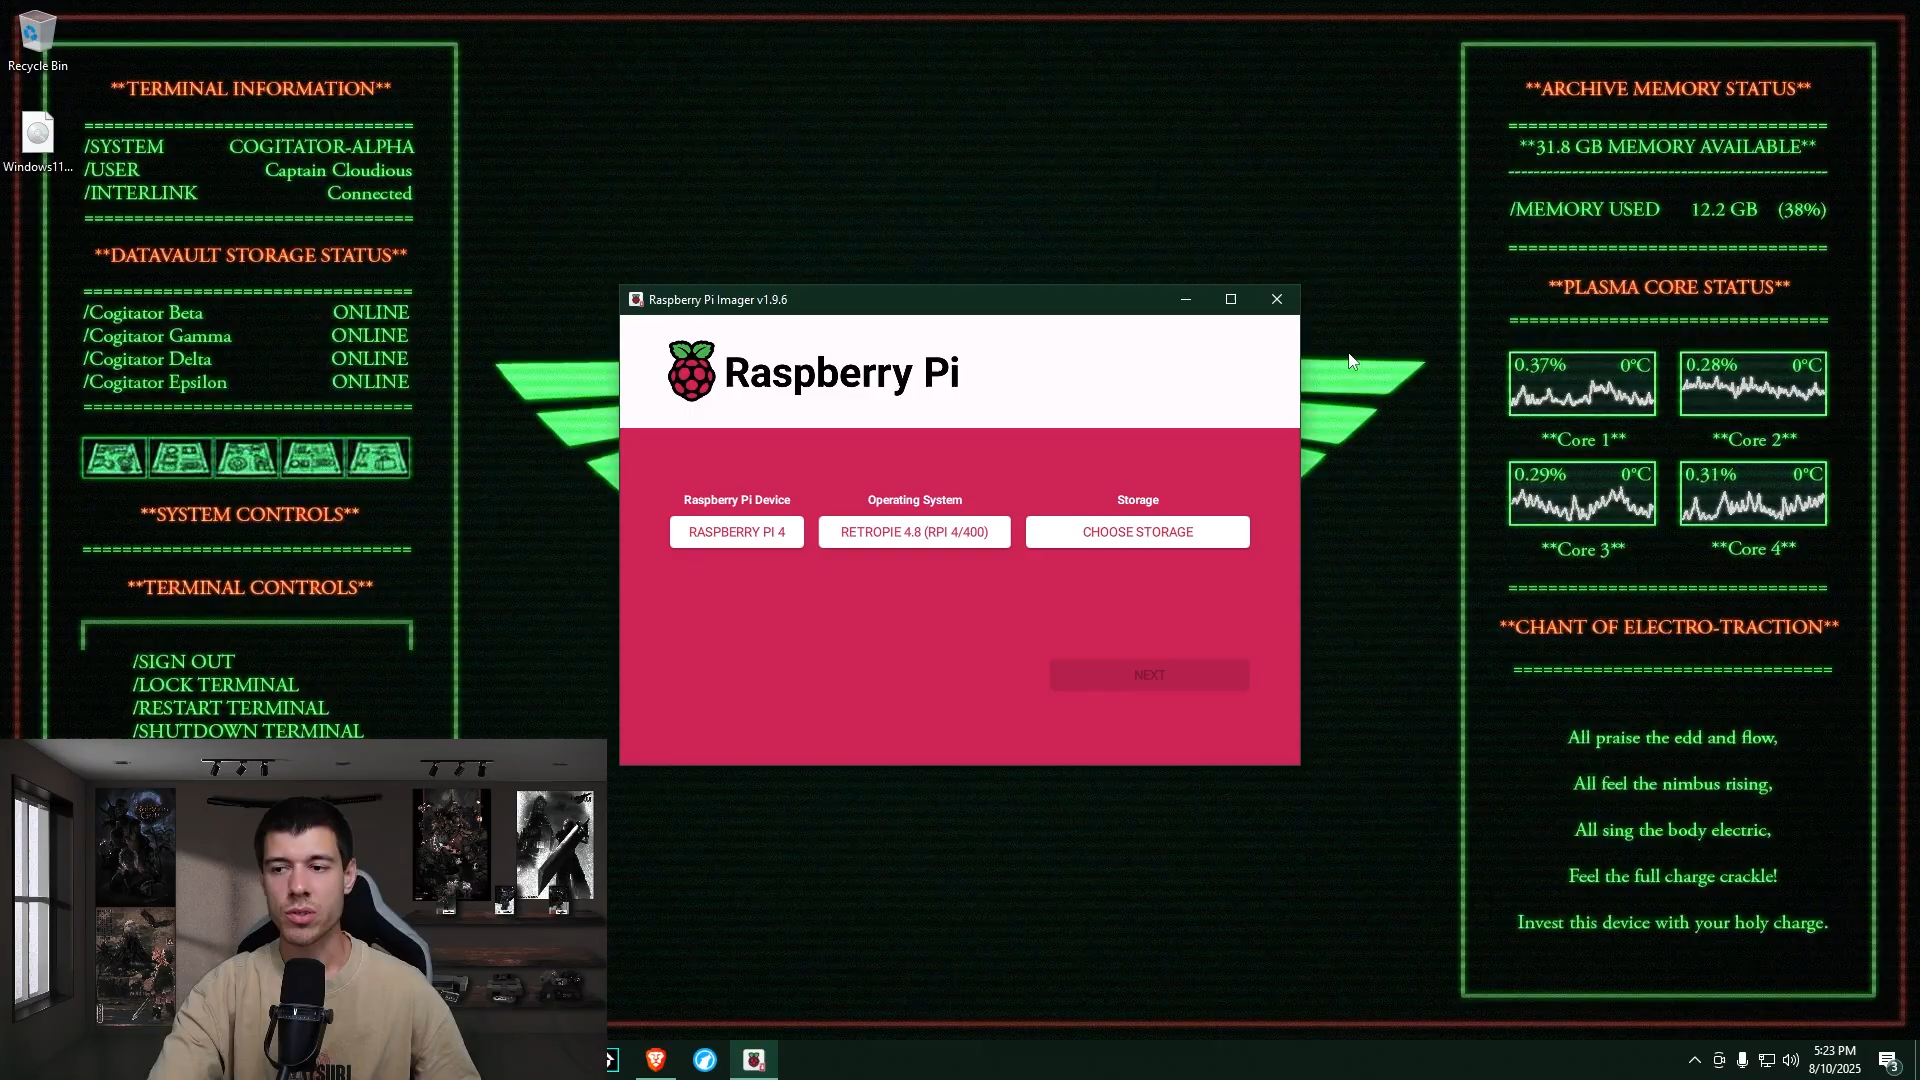 Recycle Bin
Windows11...
**TERMINAL INFORMATION**
/SYSTEM COGITATOR-ALPHA
/USER Captain Cloudious
/INTERLINK Connected
**DATAVAULT STORAGE STATUS**
/Cogitator Beta ONLINE
/Cogitator Gamma ONLINE
/Cogitator Delta ONLINE
/Cogitator Epsilon ONLINE
**SYSTEM CONTROLS**
**TERMINAL CONTROLS**
/SIGN OUT
/LOCK TERMINAL
/RESTART TERMINAL
/SHUTDOWN TERMINAL
Raspberry Pi Imager v1.9.6
Raspberry Pi
Raspberry Pi Device
Operating System
Storage
RASPBERRY PI 4
RETROPIE 4.8 (RPI 4/400)
CHOOSE STORAGE
NEXT
**ARCHIVE MEMORY STATUS**
**31.8 GB MEMORY AVAILABLE**
/MEMORY USED 12.2 GB (38%)
**PLASMA CORE STATUS**
0.37% 0°C
0.28% 0°C
**Core 1**
**Core 2**
0.29% 0°C
0.31% 0°C
**Core 3**
**Core 4**
**CHANT OF ELECTRO-TRACTION**
All praise the edd and flow,
All feel the nimbus rising,
All sing the body electric,
Feel the full charge crackle!
Invest this device with your holy charge.
5:23 PM
8/10/2025
3